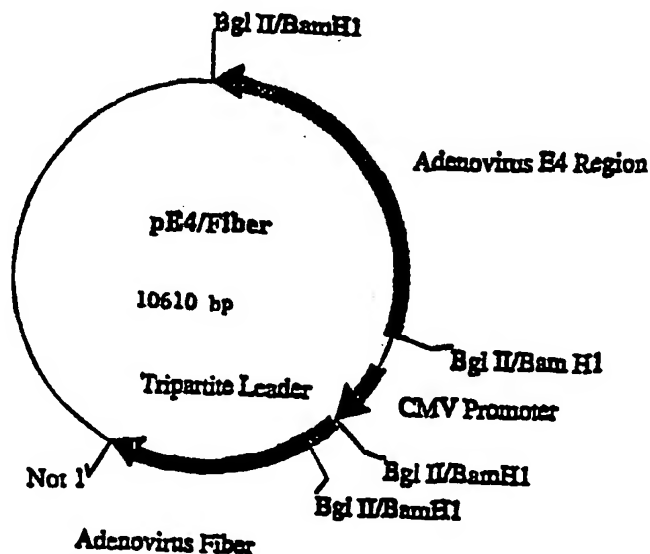 Bgl II/BamH1
Adenovirus E4 Region
pE4/Fiber
10610 bp
Bgl II/Bam H1
Tripartite Leader
CMV Promoter
Bgl II/BamH1
Not 1
Bgl II/BamH1
Adenovirus Fiber